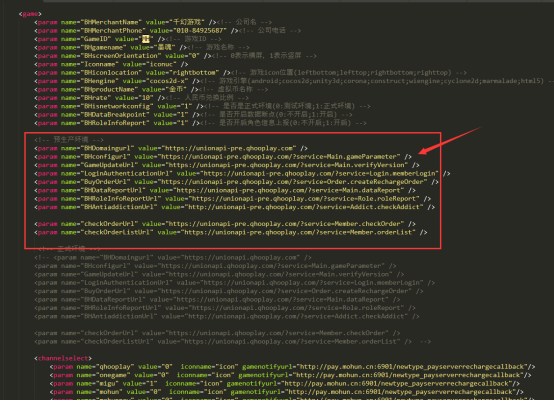 <game>
<param name="BHMerchantName" value="千幻游戏" /><!-- 公司名 -->
<param name="BHMerchantPhone" value="010-84925687" /><!-- 公司电话 -->
<param name="GameID" value="" /><!-- 游戏ID -->
<param name="BHgamename" value="墨魂" /><!-- 游戏名称 -->
<param name="BHscreenOrientation" value="0" /><!-- 0表示横屏, 1表示竖屏 -->
<param name="Iconname" value="iconuc" />
<param name="BHiconlocation" value="rightbottom" /><!-- 游戏icon位置(leftbottom;lefttop;rightbottom;righttop) -->
<param name="BHengine" value="cocos2d-x" /><!-- 游戏引擎(android;cocos2d;unity3d;corona;construct;wiengine;cyclone2d;marmalade;html5) -->
<param name="BHproductName" value="金币" /><!-- 虚拟币名称 -->
<param name="BHrate" value="10" /><!-- 人民币兑换比例 -->
<param name="BHisnetworkconfig" value="1" /><!-- 是否是正式环境(0:测试环境;1:正式环境) -->
<param name="BHDataBreakpoint" value="1" /><!-- 是否开启数据断点(0:不开启;1:开启) -->
<param name="BHRoleInfoReport" value="1" /><!-- 是否开启角色信息上报(0:不开启;1:开启) -->
<!-- 预生产环境 -->
<param name="BHDomainurl" value="https://unionapi-pre.qhooplay.com" />
<param name="BHconfigurl" value="https://unionapi-pre.qhooplay.com/?service=Main.gameParameter" />
<param name="GameUpdateUrl" value="https://unionapi-pre.qhooplay.com/?service=Main.verifyVersion" />
<param name="LoginAuthenticationUrl" value="https://unionapi-pre.qhooplay.com/?service=Login.memberLogin" />
<param name="BuyOrderUrl" value="https://unionapi-pre.qhooplay.com/?service=Order.createRechargeOrder" />
<param name="BHDataReportUrl" value="https://unionapi-pre.qhooplay.com/?service=Main.dataReport" />
<param name="BHRoleInfoReportUrl" value="https://unionapi-pre.qhooplay.com/?service=Role.roleReport" />
<param name="BHAntiaddictionUrl" value="http://unionapi-pre.qhooplay.com/?service=Addict.checkAddict" />
<param name="checkOrderUrl" value="https://unionapi-pre.qhooplay.com/?service=Member.checkOrder" />
<param name="checkOrderListUrl" value="https://unionapi-pre.qhooplay.com/?service=Member.orderList" />
<!-- 正式环境 -->
<!-- <param name="BHDomainurl" value="https://unionapi.qhooplay.com" />
<param name="BHconfigurl" value="https://unionapi.qhooplay.com/?service=Main.gameParameter" />
<param name="GameUpdateUrl" value="https://unionapi.qhooplay.com/?service=Main.verifyVersion" />
<param name="LoginAuthenticationUrl" value="https://unionapi.qhooplay.com/?service=Login.memberLogin" />
<param name="BuyOrderUrl" value="https://unionapi.qhooplay.com/?service=Order.createRechargeOrder" />
<param name="BHDataReportUrl" value="https://unionapi.qhooplay.com/?service=Main.dataReport" />
<param name="BHRoleInfoReportUrl" value="https://unionapi.qhooplay.com/?service=Role.roleReport" />
<param name="BHAntiaddictionUrl" value="http://unionapi.qhooplay.com/?service=Addict.checkAddict" />
<param name="checkOrderUrl" value="https://unionapi.qhooplay.com/?service=Member.checkOrder" />
<param name="checkOrderListUrl" value="https://unionapi.qhooplay.com/?service=Member.orderList" /> -->
<channelselect>
<param name="qhooplay" value="0" iconname="icon" gamenotifyurl="http://pay.mohun.cn:6901/newtype_payserverrechargecallback"/>
<param name="onegame" value="0" iconname="icon" gamenotifyurl="http://pay.mohun.cn:6901/newtype_payserverrechargecallback"/>
<param name="migu" value="1" iconname="icon" gamenotifyurl="http://pay.mohun.cn:6901/newtype_payserverrechargecallback"/>
<param name="mohun" value="0" iconname="icon" gamenotifyurl="http://pay.mohun.cn:6901/newtype_payserverrechargecallback"/>